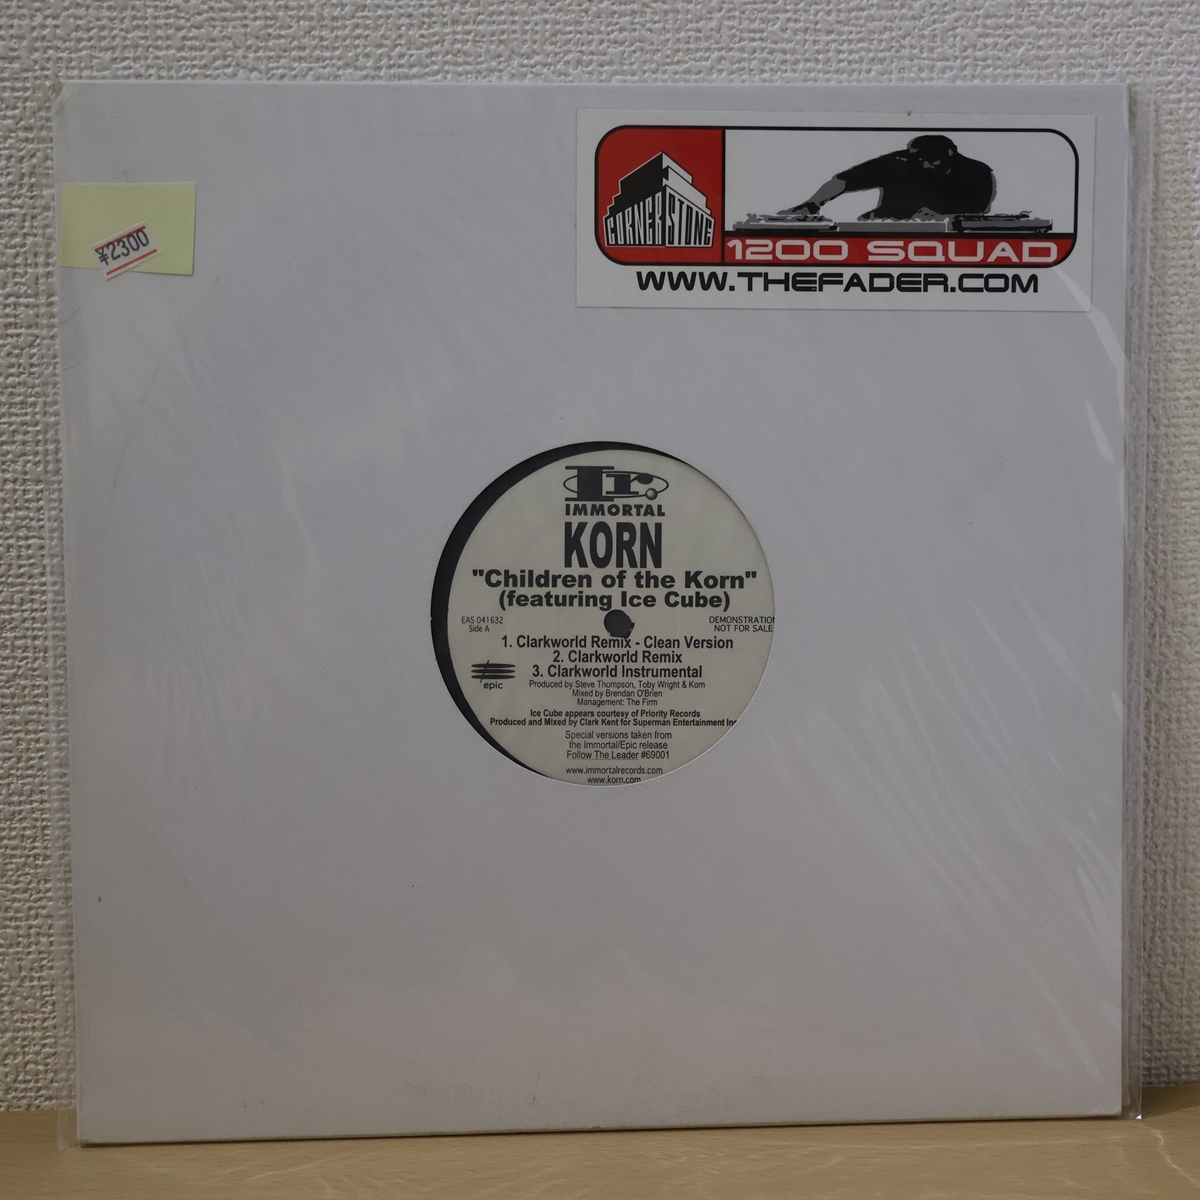 CORNER STONE
1200 SQUAD
WWW.THEFADER.COM
¥2300
Ir.
IMMORTAL
KORN
"Children of the Korn"
(featuring Ice Cube)
EAS 041632
Side A
DEMONSTRATION
NOT FOR SALE
1. Clarkworld Remix - Clean Version
2. Clarkworld Remix
3. Clarkworld Instrumental
epic
Produced by Steve Thompson, Toby Wright & Korn
Mixed by Brendan O'Brien
Management: The Firm
Ice Cube appears courtesy of Priority Records
Produced and Mixed by Clark Kent for Superman Entertainment Inc
Special versions taken from
the Immortal/Epic release
Follow The Leader #69001
www.immortalrecords.com
www.korn.com